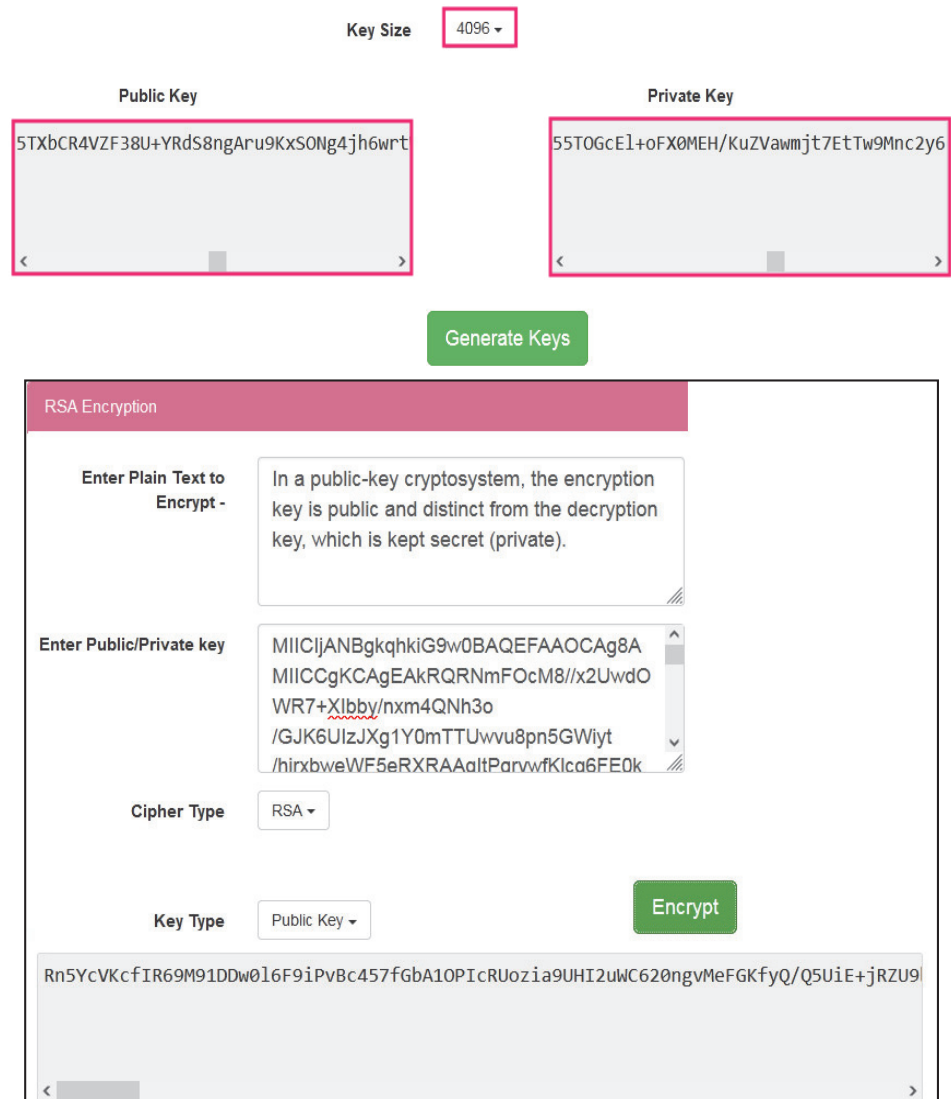 Key Size 4096
Public Key Private Key
5TXbCR4VZF38U+YRdS8ngAru9KxSONg4jh6wrt
55TOGcEl+oFX0MEH/KuZVawmjt7EtTw9Mnc2y6
Generate Keys
RSA Encryption
Enter Plain Text to
Encrypt -
In a public-key cryptosystem, the encryption
key is public and distinct from the decryption
key, which is kept secret (private).
Enter Public/Private key
MIICIjANBgkqhkiG9w0BAQEFAAOCAg8A
MIICCgKCAgEAkRQRNmFOcM8//x2UwdO
WR7+XIbby/nxm4QNh3o
/GJK6UIzJXg1Y0mTTUwvu8pn5GWiyt
Cipher Type RSA
Encrypt
Key Type Public Key
Rn5YcVKcfIR69M91DDw0l6F9iPvBc457fGbA1OPIcRUozia9UHI2uWC620ngvMeFGKfyQ/Q5UiE+jRZU9